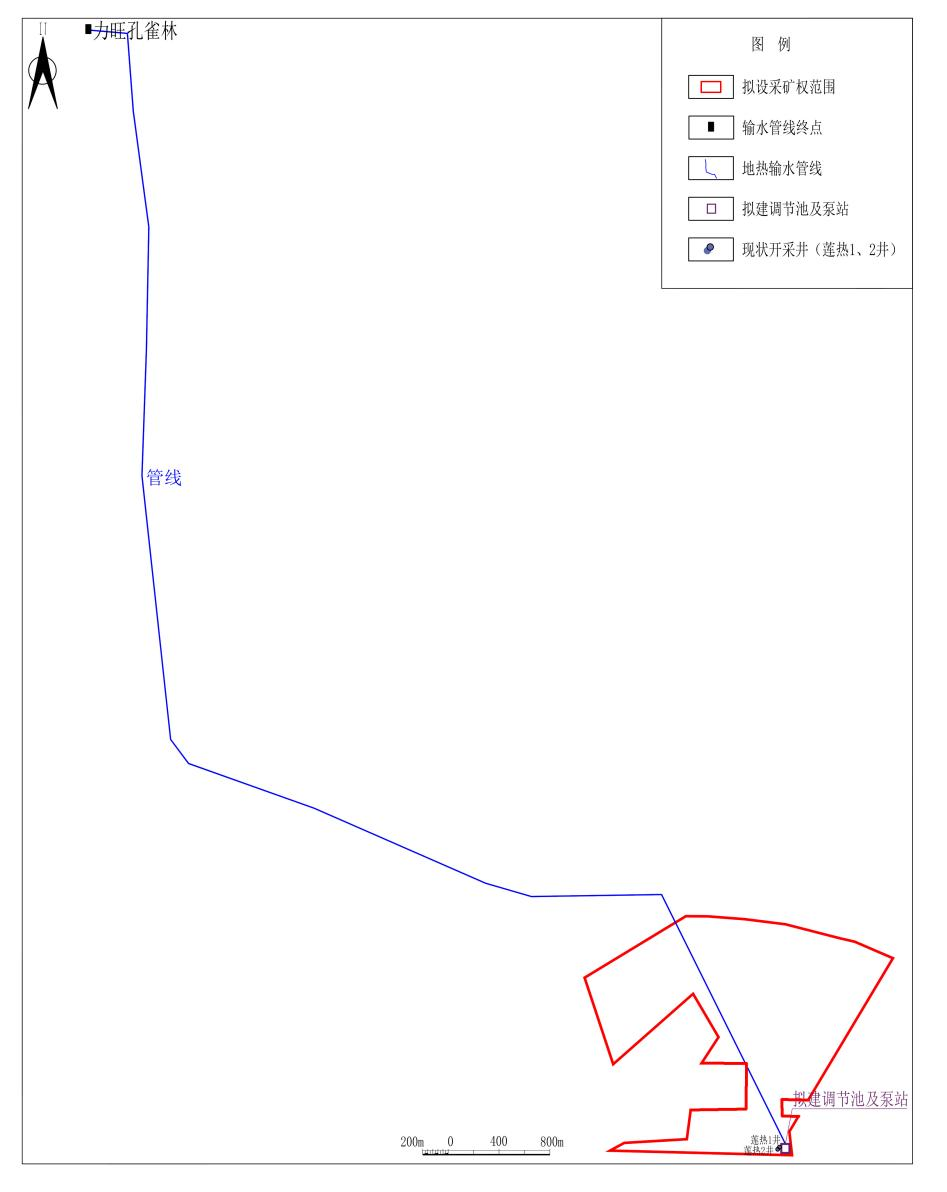 力旺孔雀林
图 例
拟设采矿权范围
输水管线终点
地热输水管线
拟建调节池及泵站
现状开采井（莲热1、2井）
管线
拟建调节池及泵站
莲热1井
莲热2井
200m 0 400 800m